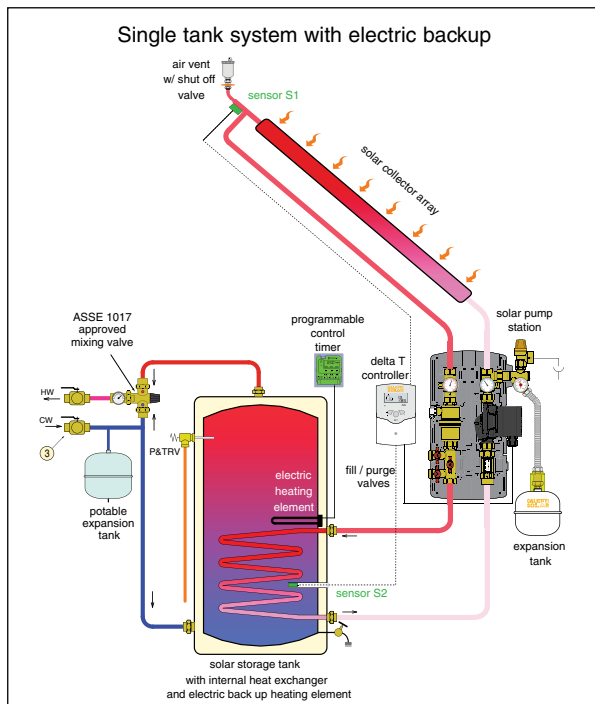 Single tank system with electric backup
air vent
w/ shut off
valve
sensor S1
solar collector array
ASSE 1017
approved
mixing valve
programmable
control
timer
solar pump
station
delta T
controller
HW
CW
3
P&TRV
potable
expansion
tank
electric
heating
element
fill / purge
valves
expansion
tank
sensor S2
solar storage tank
with internal heat exchanger
and electric back up heating element